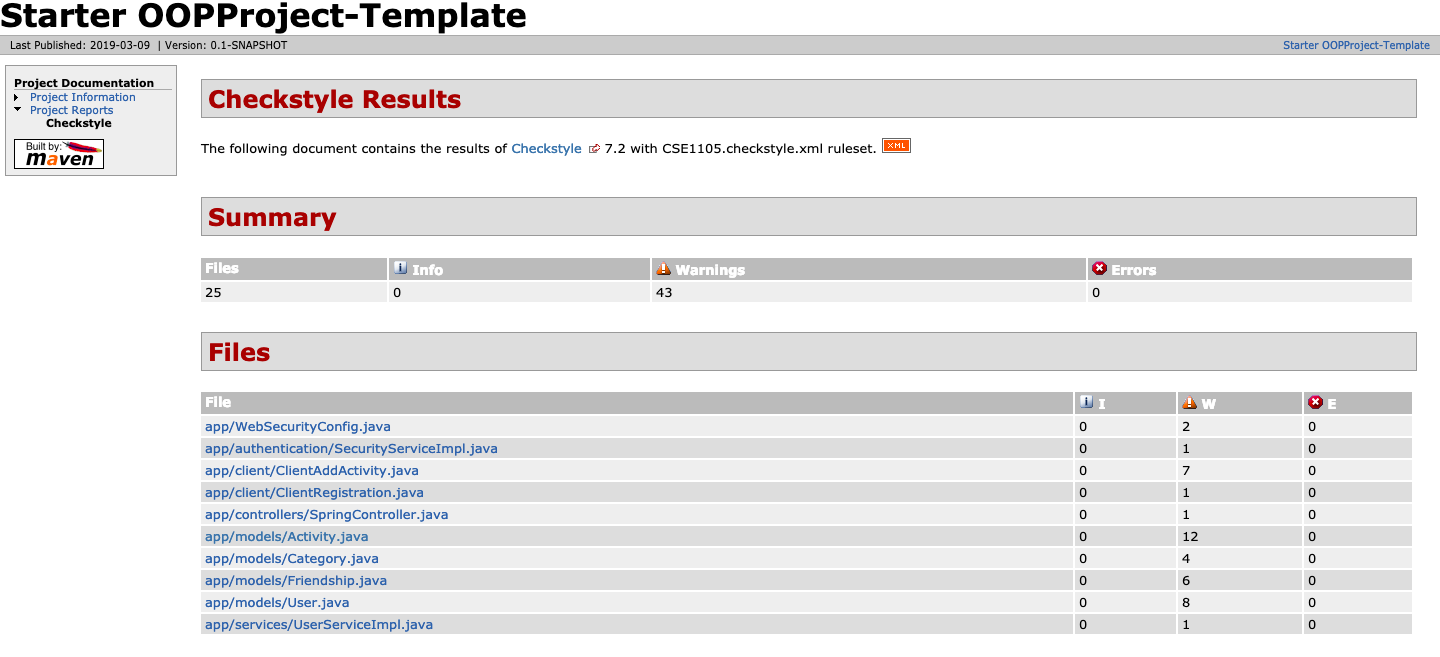 Starter OOPProject-Template
Last Published: 2019-03-09 | Version: 0.1-SNAPSHOT Starter OOPProject-Template
Project Documentation
Project Information
Project Reports
Checkstyle
Built by:
maven
Checkstyle Results
The following document contains the results of Checkstyle 7.2 with CSE1105.checkstyle.xml ruleset. XML
Summary
Files Info Warnings Errors
25 0 43 0
Files
File I W E
app/WebSecurityConfig.java 0 2 0
app/authentication/SecurityServiceImpl.java 0 1 0
app/client/ClientAddActivity.java 0 7 0
app/client/ClientRegistration.java 0 1 0
app/controllers/SpringController.java 0 1 0
app/models/Activity.java 0 12 0
app/models/Category.java 0 4 0
app/models/Friendship.java 0 6 0
app/models/User.java 0 8 0
app/services/UserServiceImpl.java 0 1 0